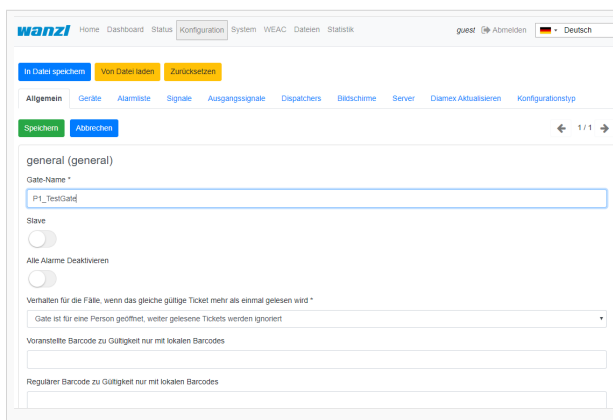 wanzl Home Dashboard Status Konfiguration System WEAC Dateien Statistik guest Abmelden Deutsch
In Datei speichern Von Datei laden Zurücksetzen
Allgemein Geräte Alarmliste Signale Ausgangssignale Dispatchers Bildschirme Server Diamex Aktualisieren Konfigurationstyp
Speichern Abbrechen 1 / 1
general (general)
Gate-Name *
P1_TestGate
Slave
Alle Alarme Deaktivieren
Verhalten für die Fälle, wenn das gleiche gültige Ticket mehr als einmal gelesen wird *
Gate ist für eine Person geöffnet, weiter gelesene Tickets werden ignoriert
Voranstellte Barcode zu Gültigkeit nur mit lokalen Barcodes
Regulärer Barcode zu Gültigkeit nur mit lokalen Barcodes